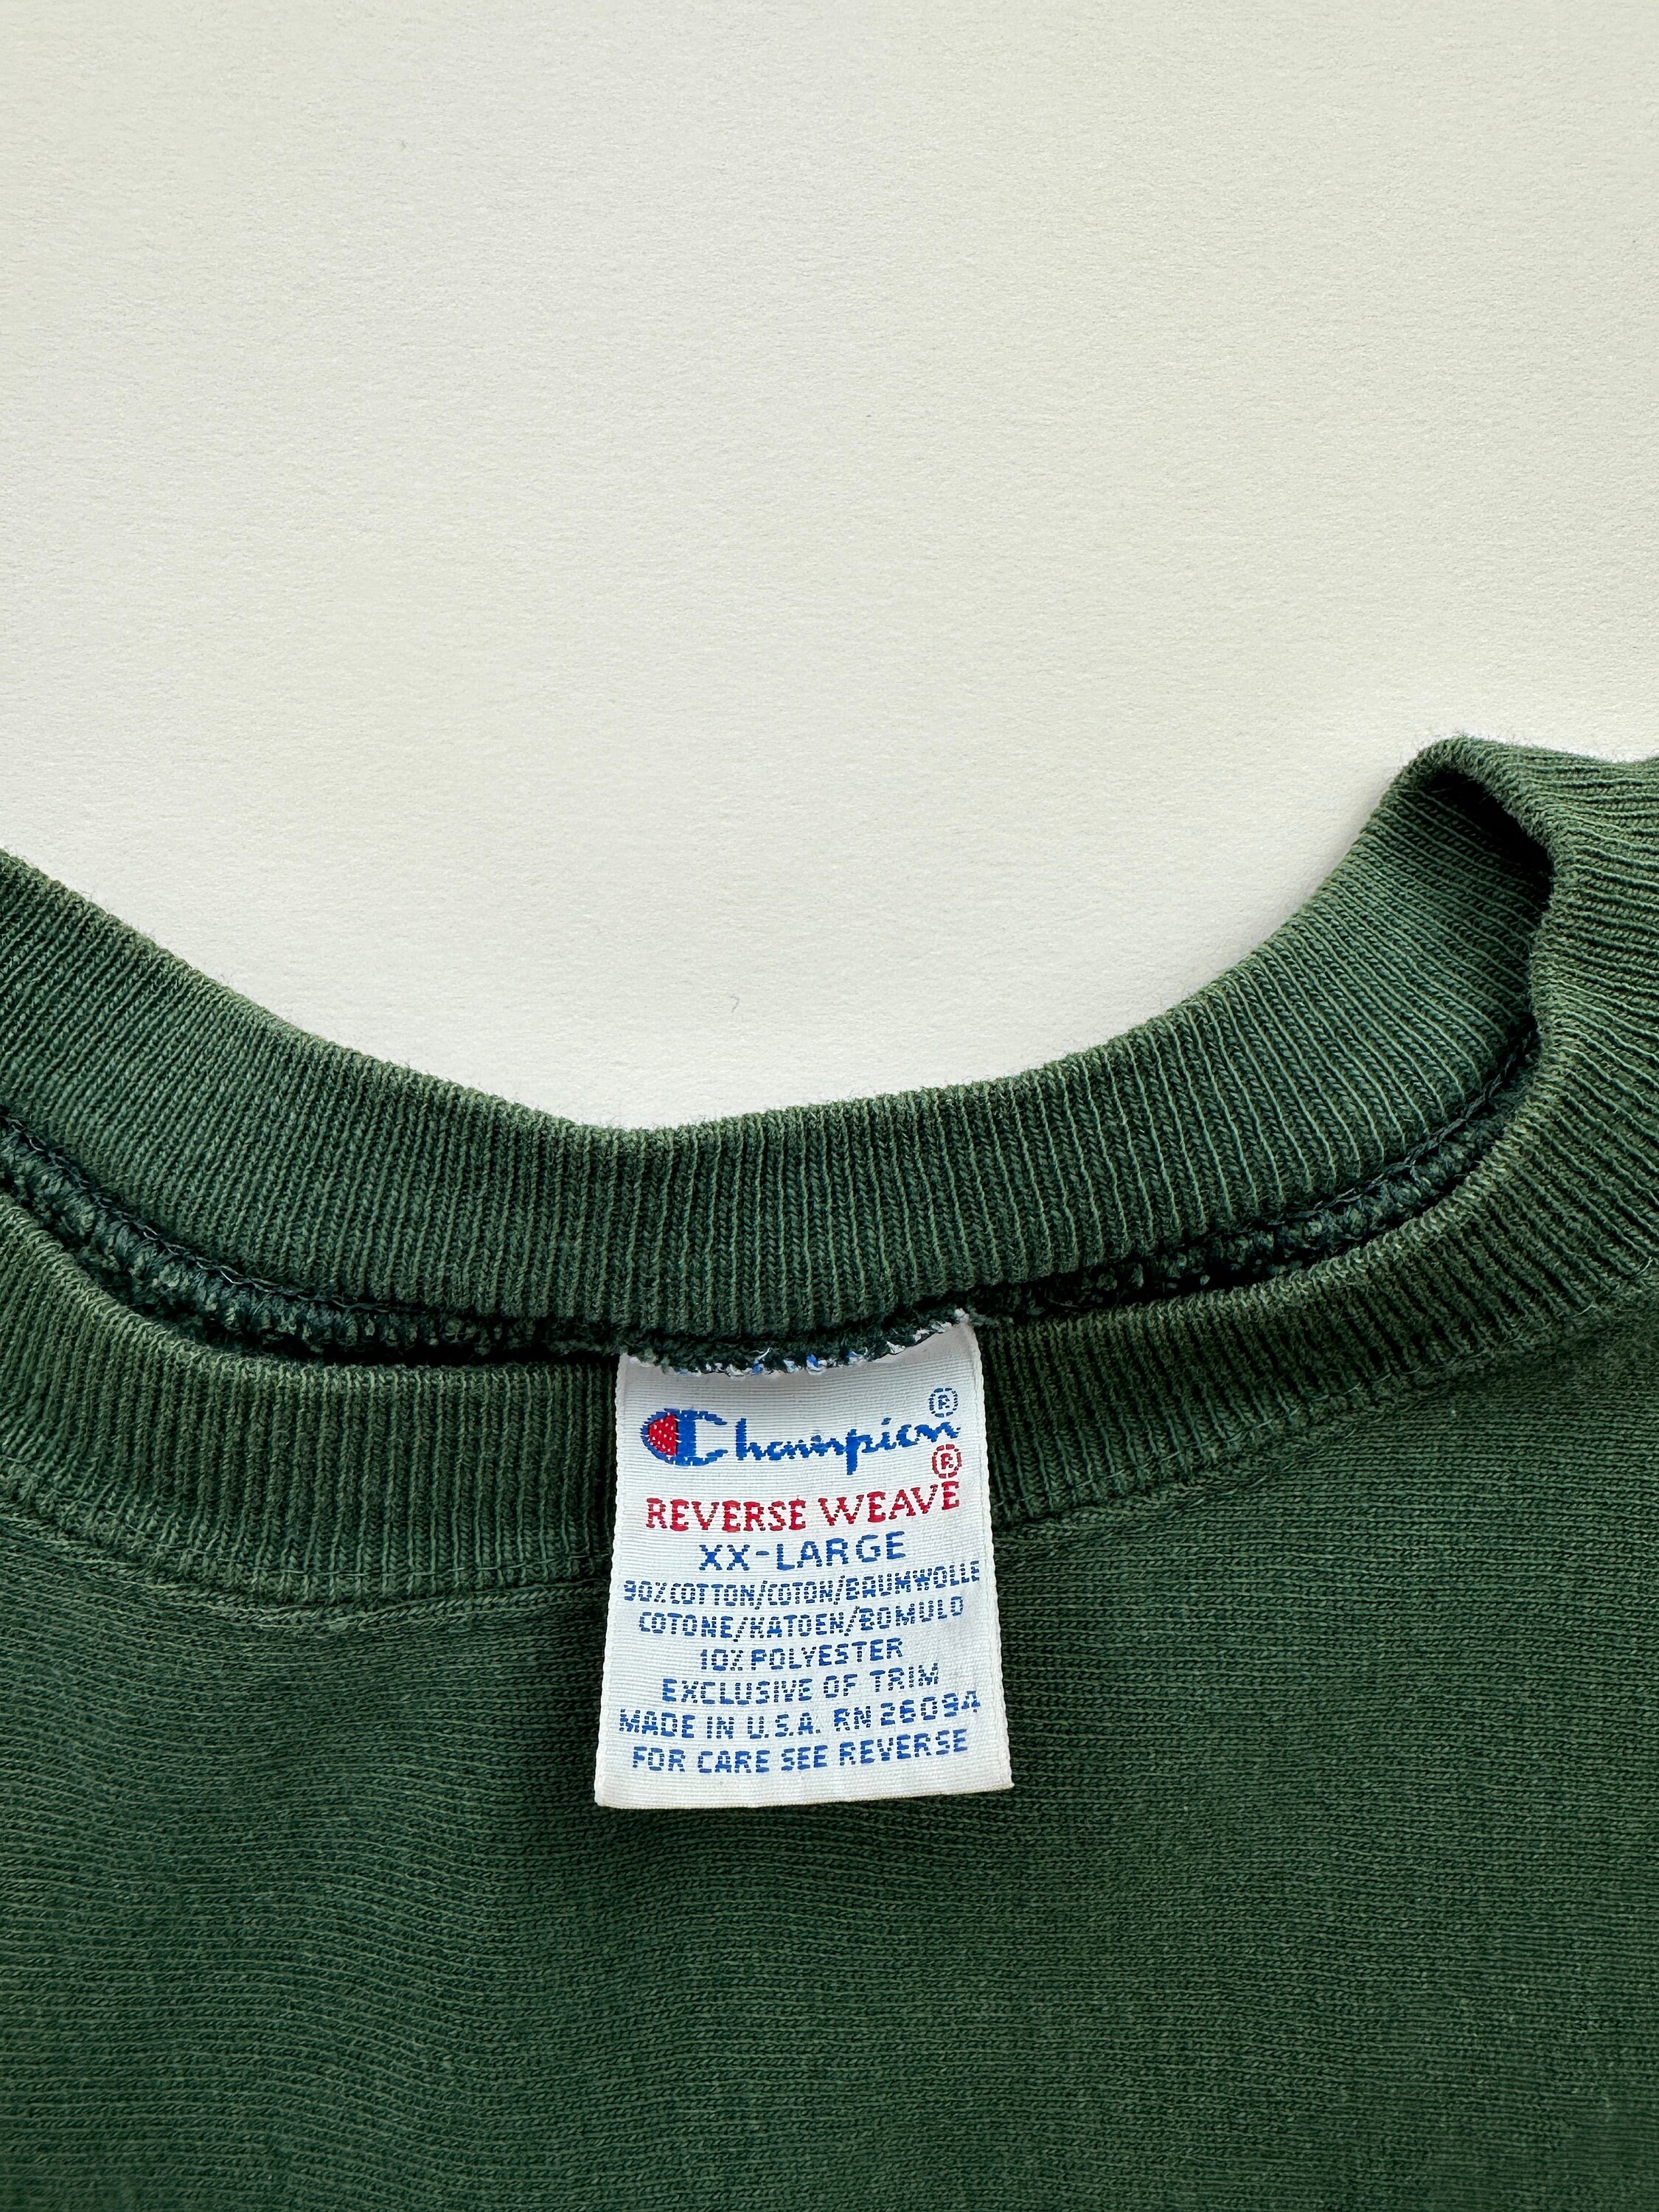 Champion®
REVERSE WEAVE®
XX-LARGE
90% COTTON/COTON/BAUMWOLLE
COTONE/KATOEN/BOMULD
10% POLYESTER
EXCLUSIVE OF TRIM
MADE IN U.S.A. RN 26094
FOR CARE SEE REVERSE